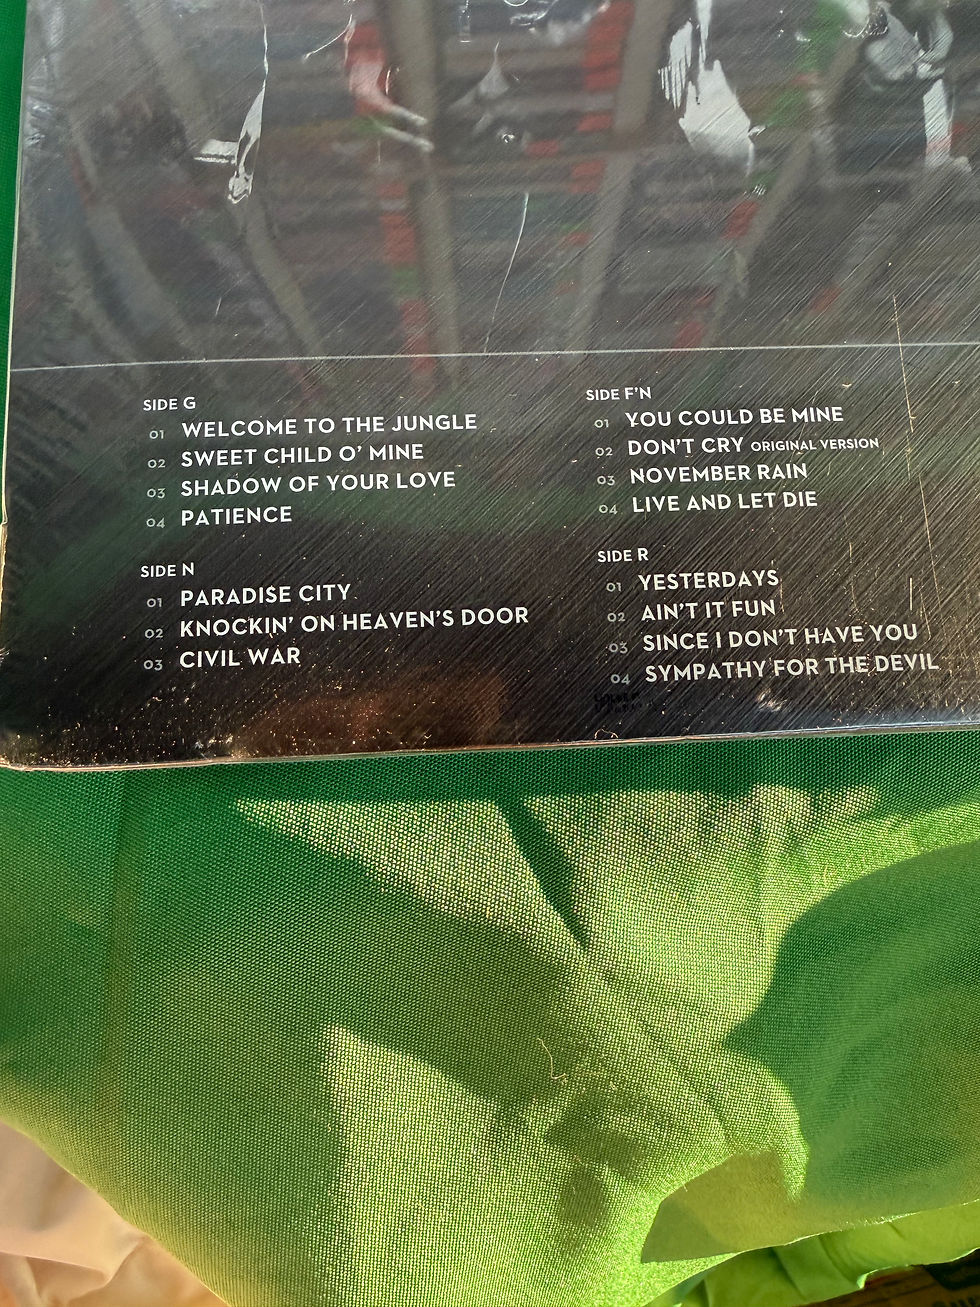 SIDE G
01 WELCOME TO THE JUNGLE
02 SWEET CHILD O' MINE
03 SHADOW OF YOUR LOVE
04 PATIENCE
SIDE N
01 PARADISE CITY
02 KNOCKIN' ON HEAVEN'S DOOR
03 CIVIL WAR
SIDE F'N
01 YOU COULD BE MINE
02 DON'T CRY ORIGINAL VERSION
03 NOVEMBER RAIN
04 LIVE AND LET DIE
SIDE R
01 YESTERDAYS
02 AIN'T IT FUN
03 SINCE I DON'T HAVE YOU
04 SYMPATHY FOR THE DEVIL